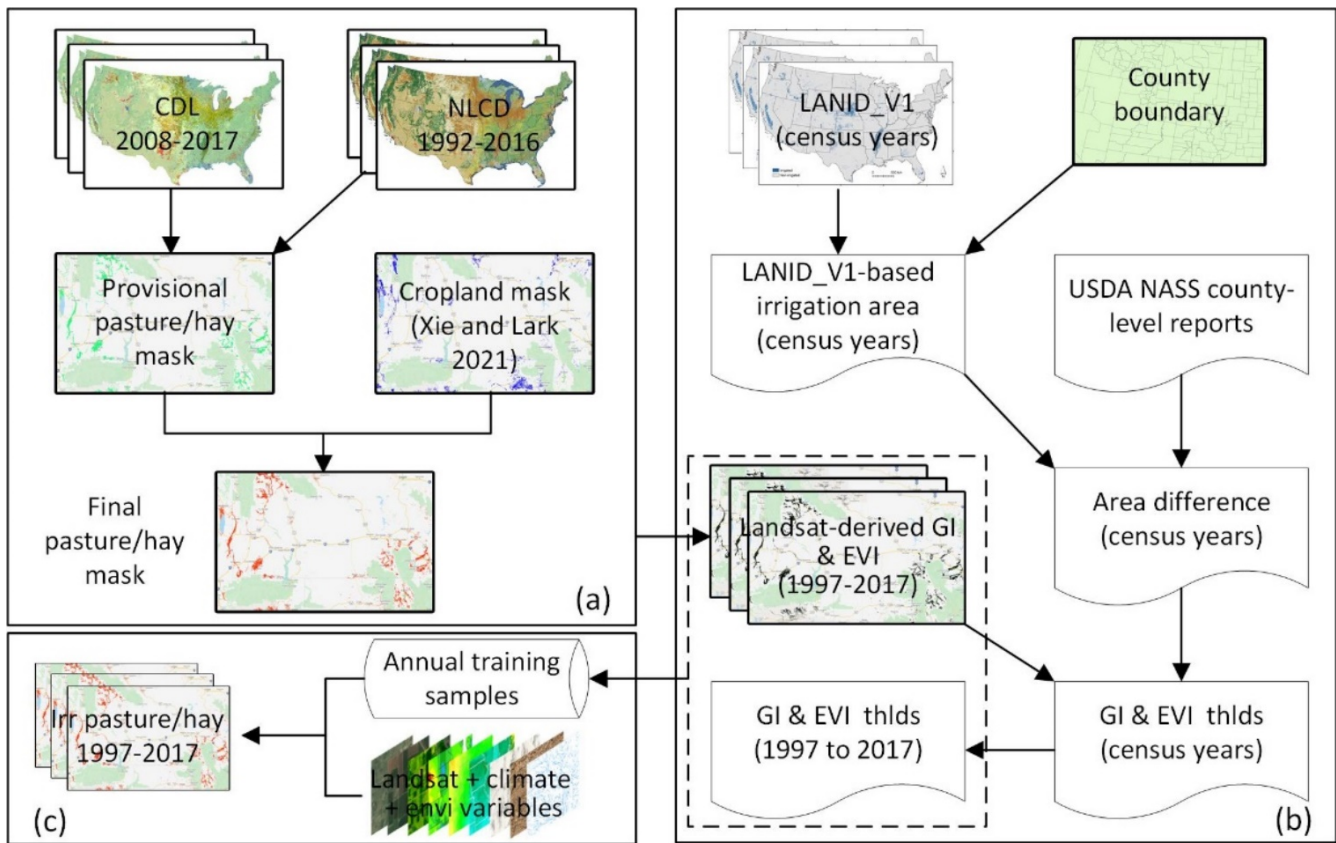 CDL
2008-2017
NLCD
1992-2016
Provisional
pasture/hay
mask
Cropland mask
(Xie and Lark
2021)
Final
pasture/hay
mask
(a)
LANID_V1
(census years)
County
boundary
LANID_V1-based
irrigation area
(census years)
USDA NASS county-
level reports
Area difference
(census years)
Landsat-derived GI
& EVI
(1997-2017)
GI & EVI thlds
(1997 to 2017)
GI & EVI thlds
(census years)
(b)
Annual training
samples
Irr pasture/hay
1997-2017
Landsat + climate
+ envi variables
(c)